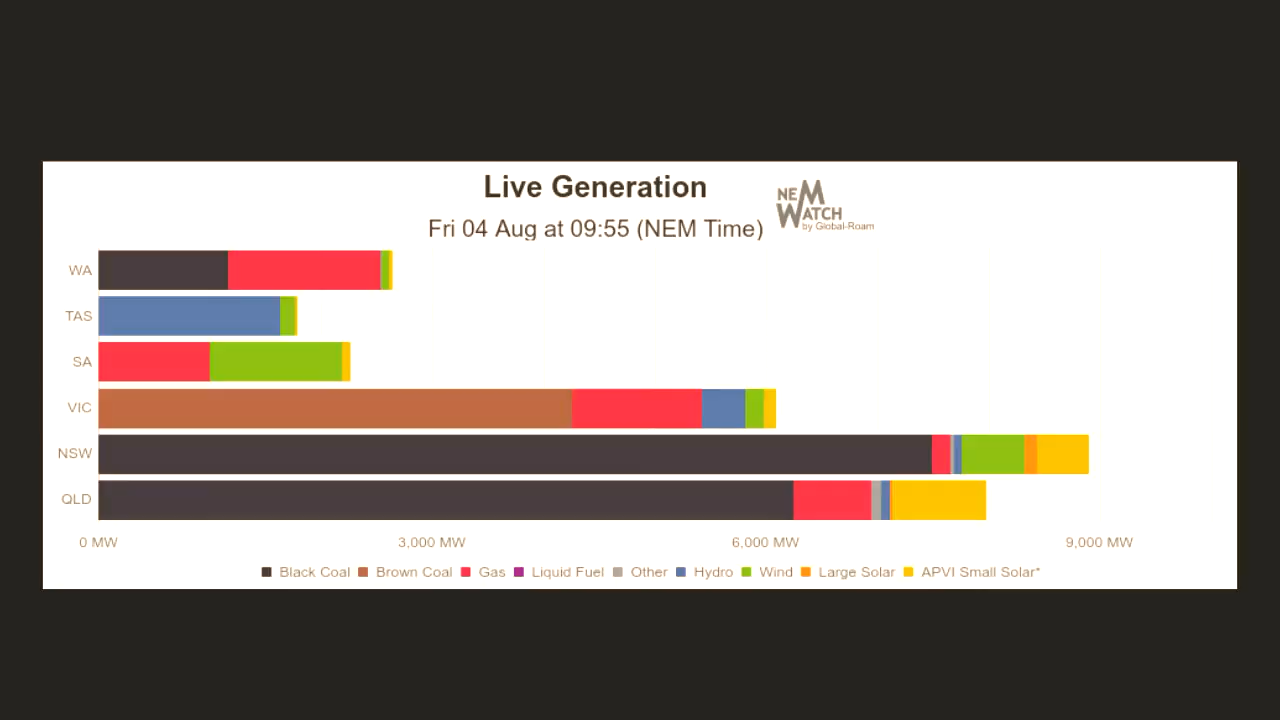 Live Generation
NEM
WATCH
by Global-Roam
Fri 04 Aug at 09:55 (NEM Time)
WA
TAS
SA
VIC
NSW
QLD
0 MW 3,000 MW 6,000 MW 9,000 MW
Black Coal Brown Coal Gas Liquid Fuel Other Hydro Wind Large Solar APVI Small Solar*